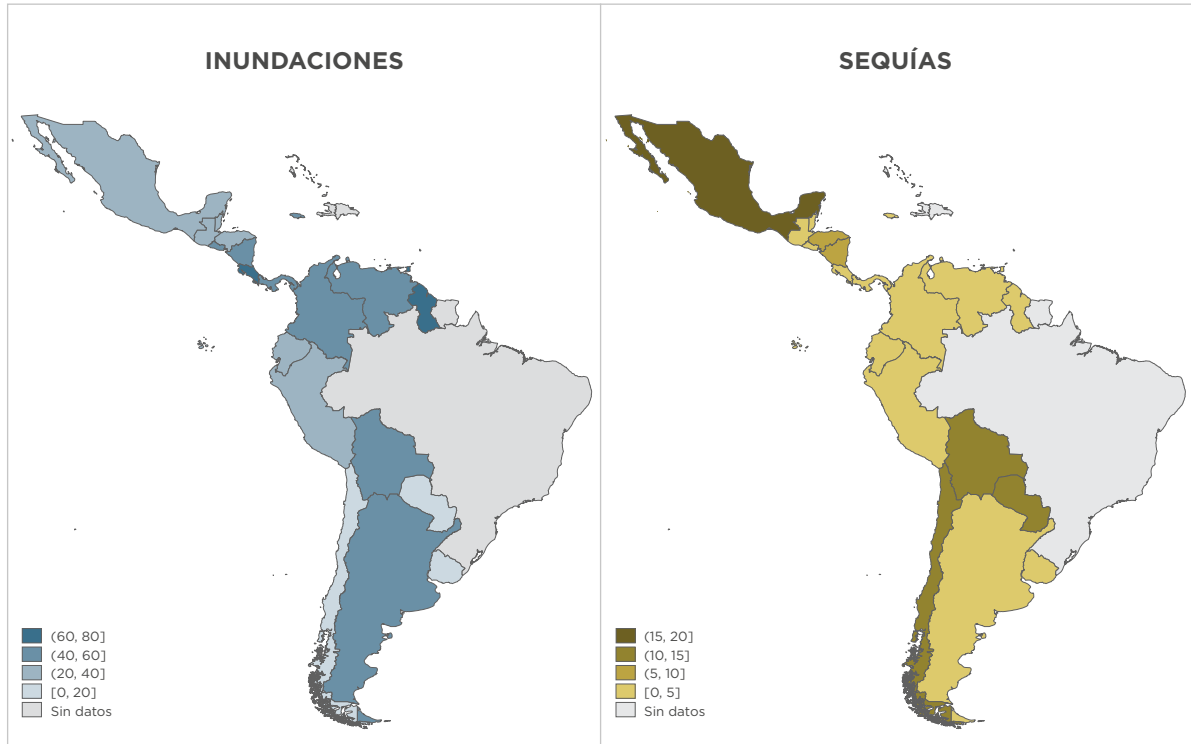 INUNDACIONES
(60, 80]
(40, 60]
(20, 40]
[0, 20]
Sin datos
SEQUÍAS
(15, 20]
(10, 15]
(5, 10]
[0, 5]
Sin datos